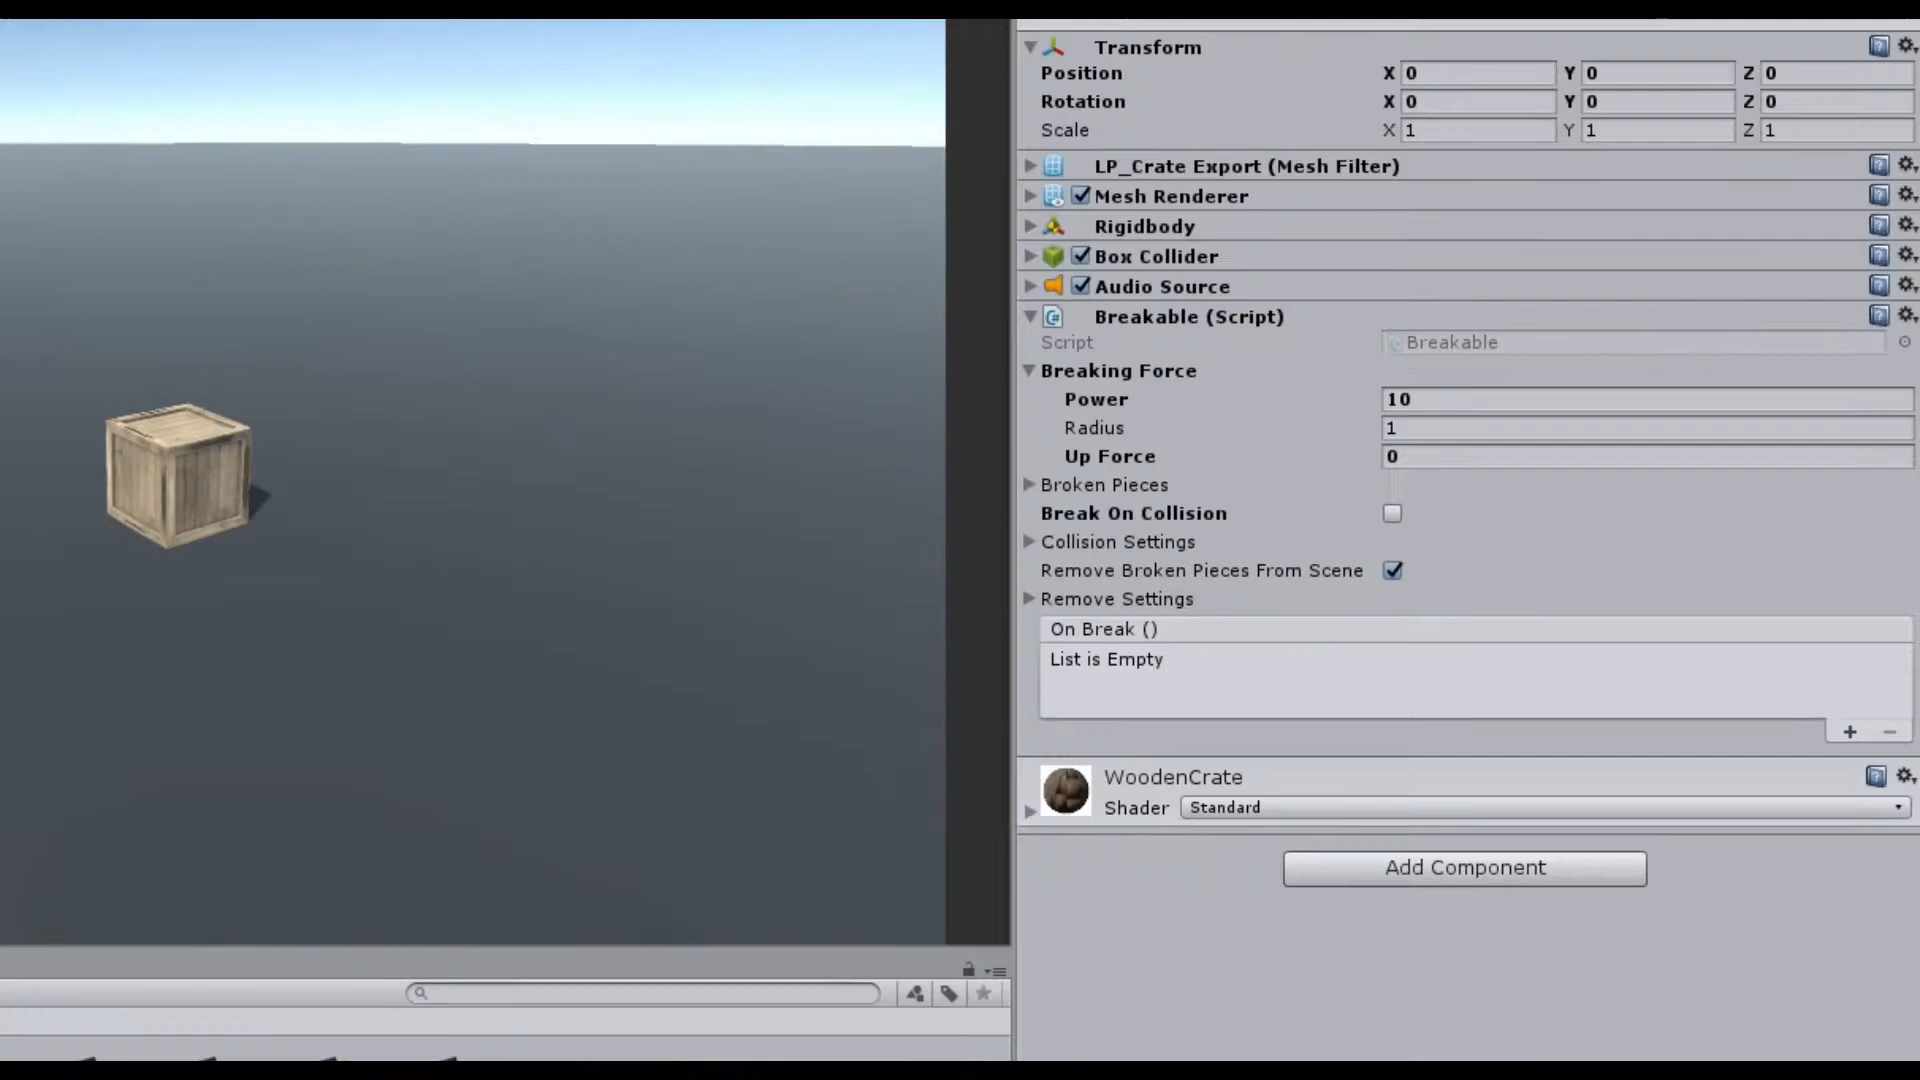 Transform
Position X 0 Y 0 Z 0
Rotation X 0 Y 0 Z 0
Scale X 1 Y 1 Z 1
LP_Crate Export (Mesh Filter)
Mesh Renderer
Rigidbody
Box Collider
Audio Source
Breakable (Script)
Script Breakable
Breaking Force
Power 10
Radius 1
Up Force 0
Broken Pieces
Break On Collision
Collision Settings
Remove Broken Pieces From Scene
Remove Settings
On Break ()
List is Empty
WoodenCrate
Shader Standard
Add Component